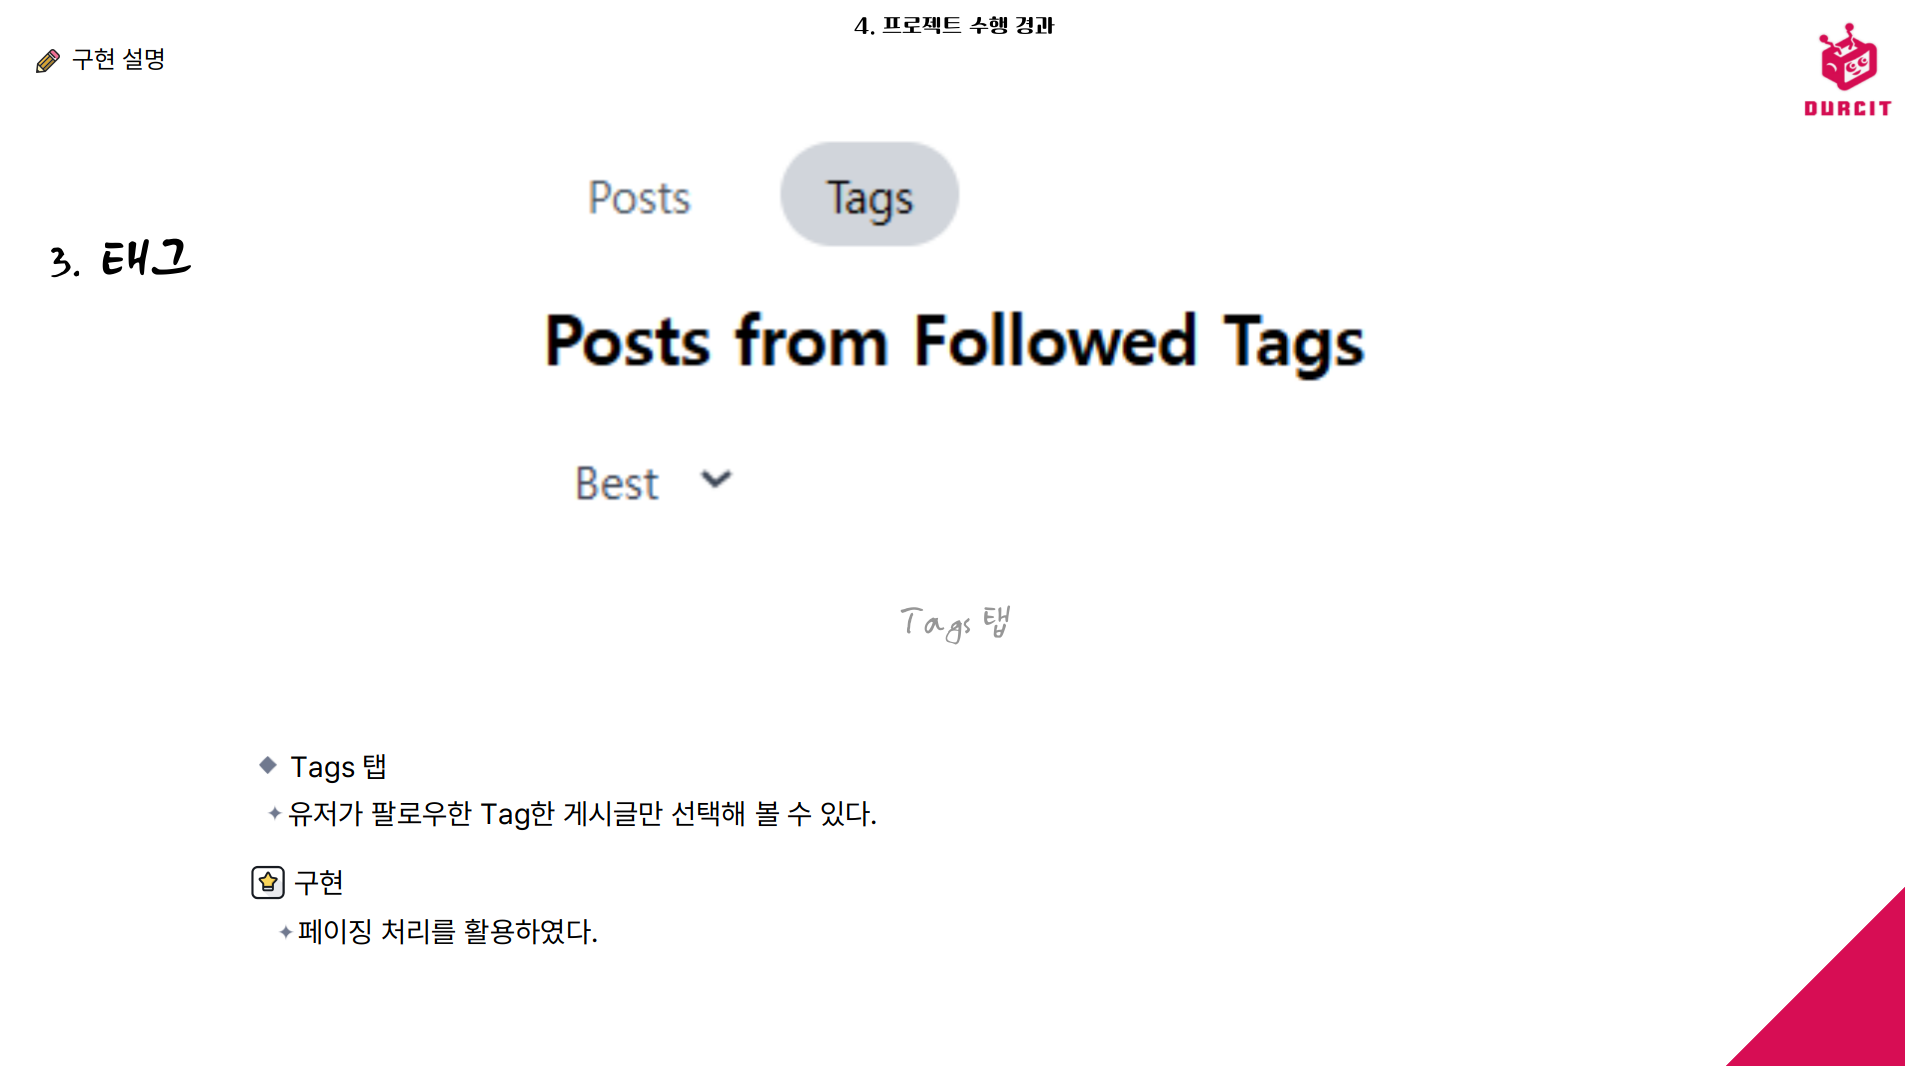 4. 프로젝트 수행 경과
구현 설명
DURCIT
Posts Tags
3. 태그
Posts from Followed Tags
Best
Tags 탭
Tags 탭
유저가 팔로우한 Tag한 게시글만 선택해 볼 수 있다.
구현
페이징 처리를 활용하였다.